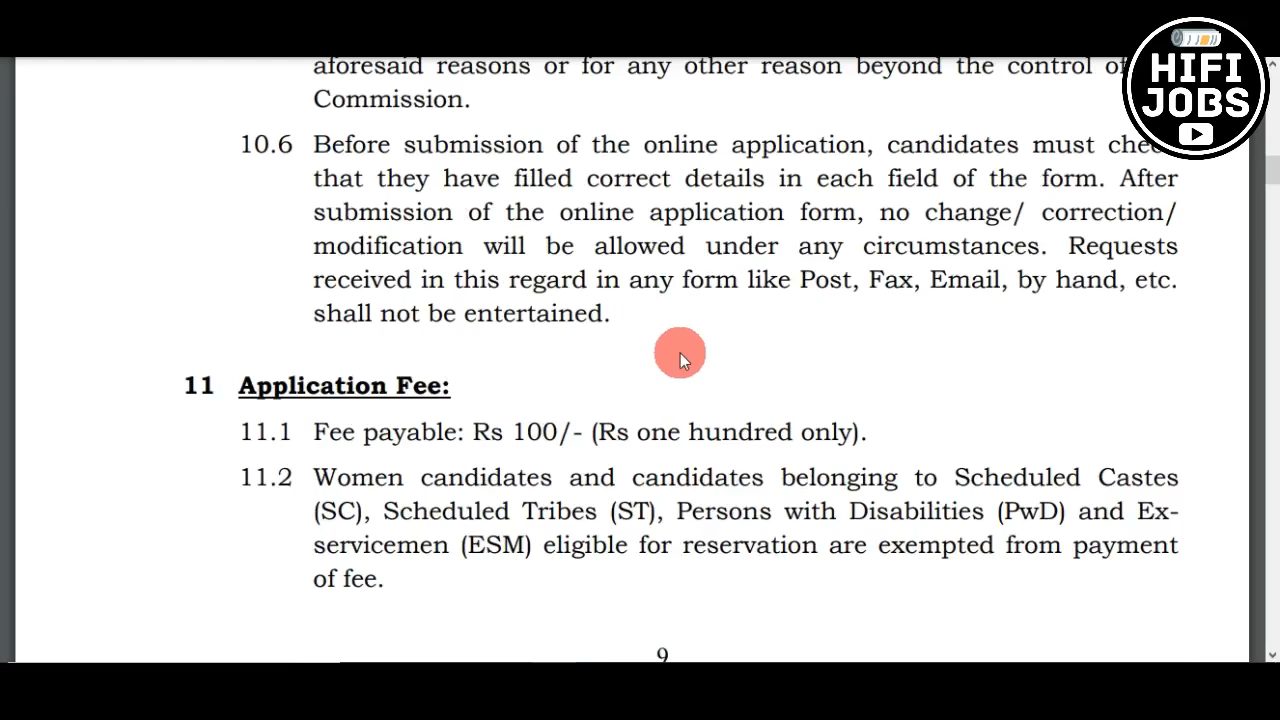 HIFI
JOBS
aforesaid reasons or for any other reason beyond the control of
Commission.
10.6 Before submission of the online application, candidates must
that they have filled correct details in each field of the form. After
submission of the online application form, no change/ correction/
modification will be allowed under any circumstances. Requests
received in this regard in any form like Post, Fax, Email, by hand, etc.
shall not be entertained.
11 Application Fee:
11.1 Fee payable: Rs 100/- (Rs one hundred only).
11.2 Women candidates and candidates belonging to Scheduled Castes
(SC), Scheduled Tribes (ST), Persons with Disabilities (PwD) and Ex-
servicemen (ESM) eligible for reservation are exempted from payment
of fee.
9